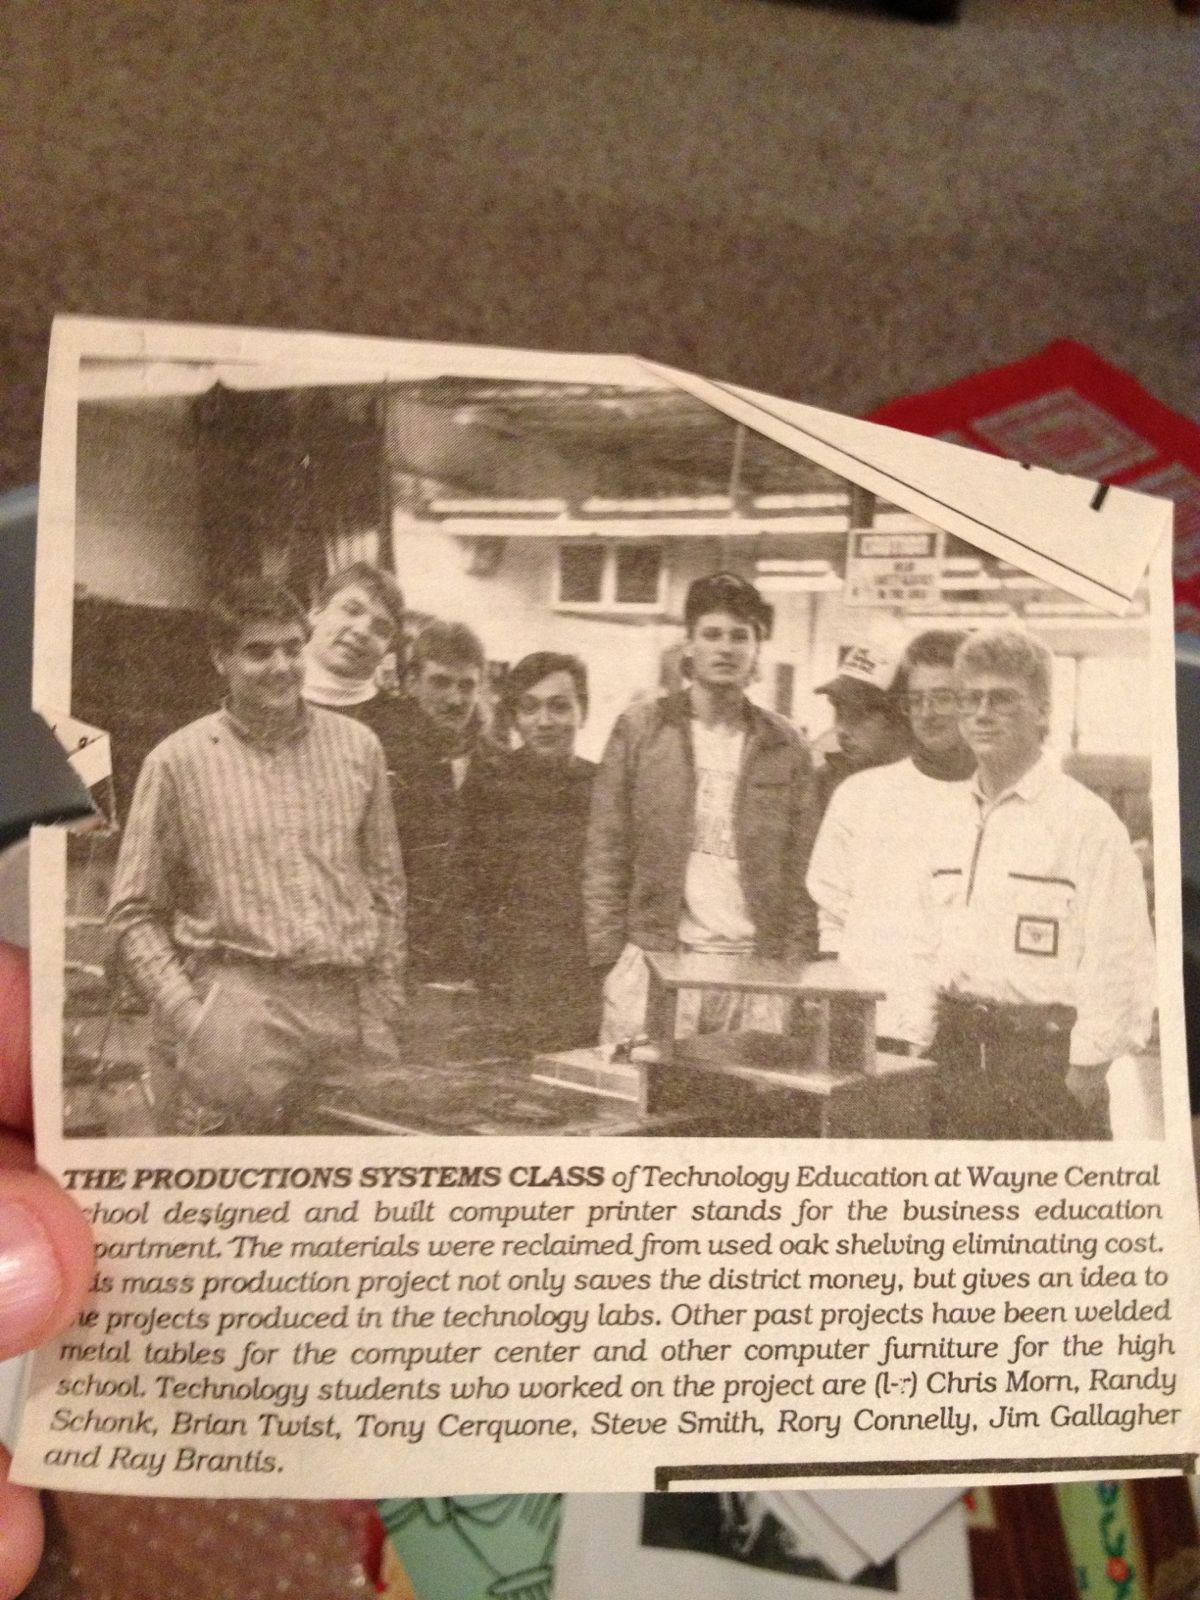 CAUTION
THE PRODUCTIONS SYSTEMS CLASS of Technology Education at Wayne Central
chool designed and built computer printer stands for the business education
partment. The materials were reclaimed from used oak shelving eliminating cost.
is mass production project not only saves the district money, but gives an idea to
e projects produced in the technology labs. Other past projects have been welded
metal tables for the computer center and other computer furniture for the high
school. Technology students who worked on the project are (l-r) Chris Morn, Randy
Schonk, Brian Twist, Tony Cerquone, Steve Smith, Rory Connelly, Jim Gallagher
and Ray Brantis.